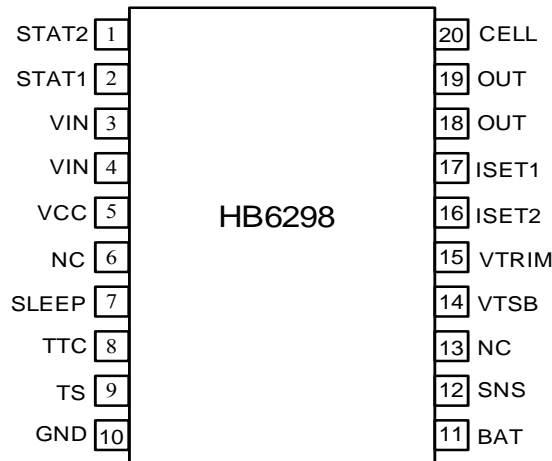 STAT2 1 20 CELL
STAT1 2 19 OUT
VIN 3 18 OUT
VIN 4 17 ISET1
VCC 5 HB6298 16 ISET2
NC 6 15 VTRIM
SLEEP 7 14 VTSB
TTC 8 13 NC
TS 9 12 SNS
GND 10 11 BAT